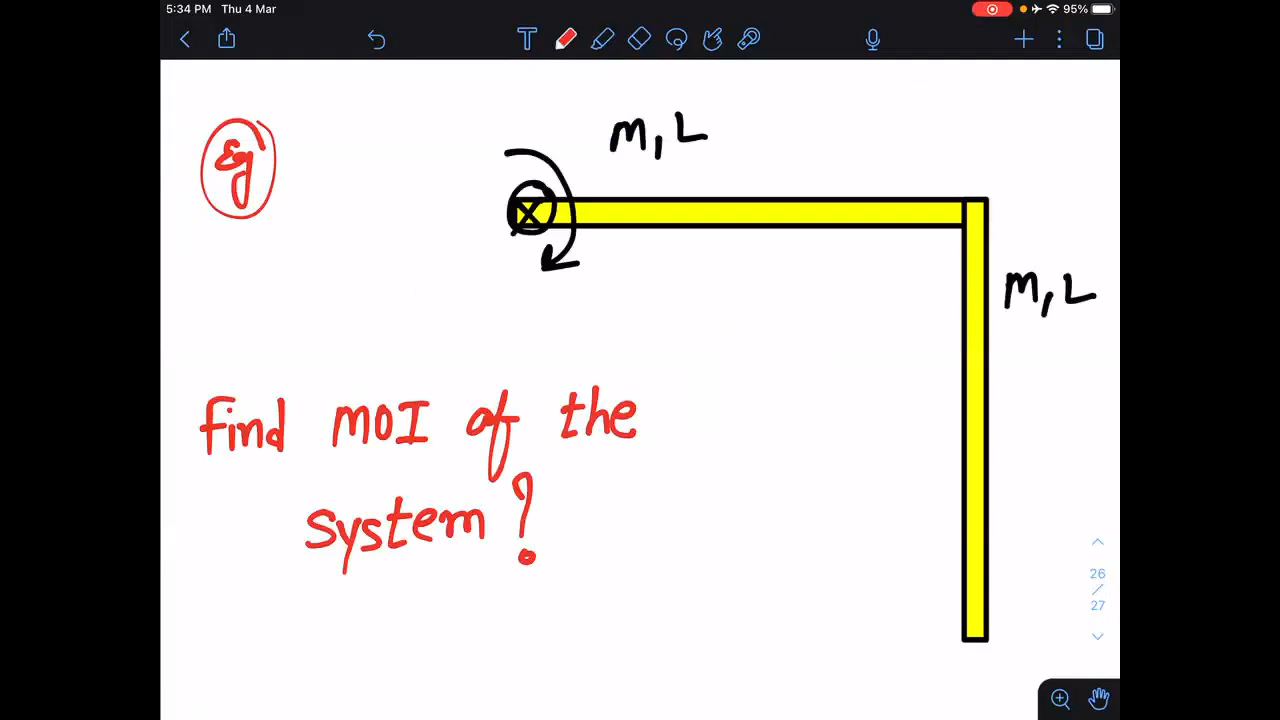 5:34 PM Thu 4 Mar
95%
Eg
M, L
M, L
find MOI of the
system?
26
/
27